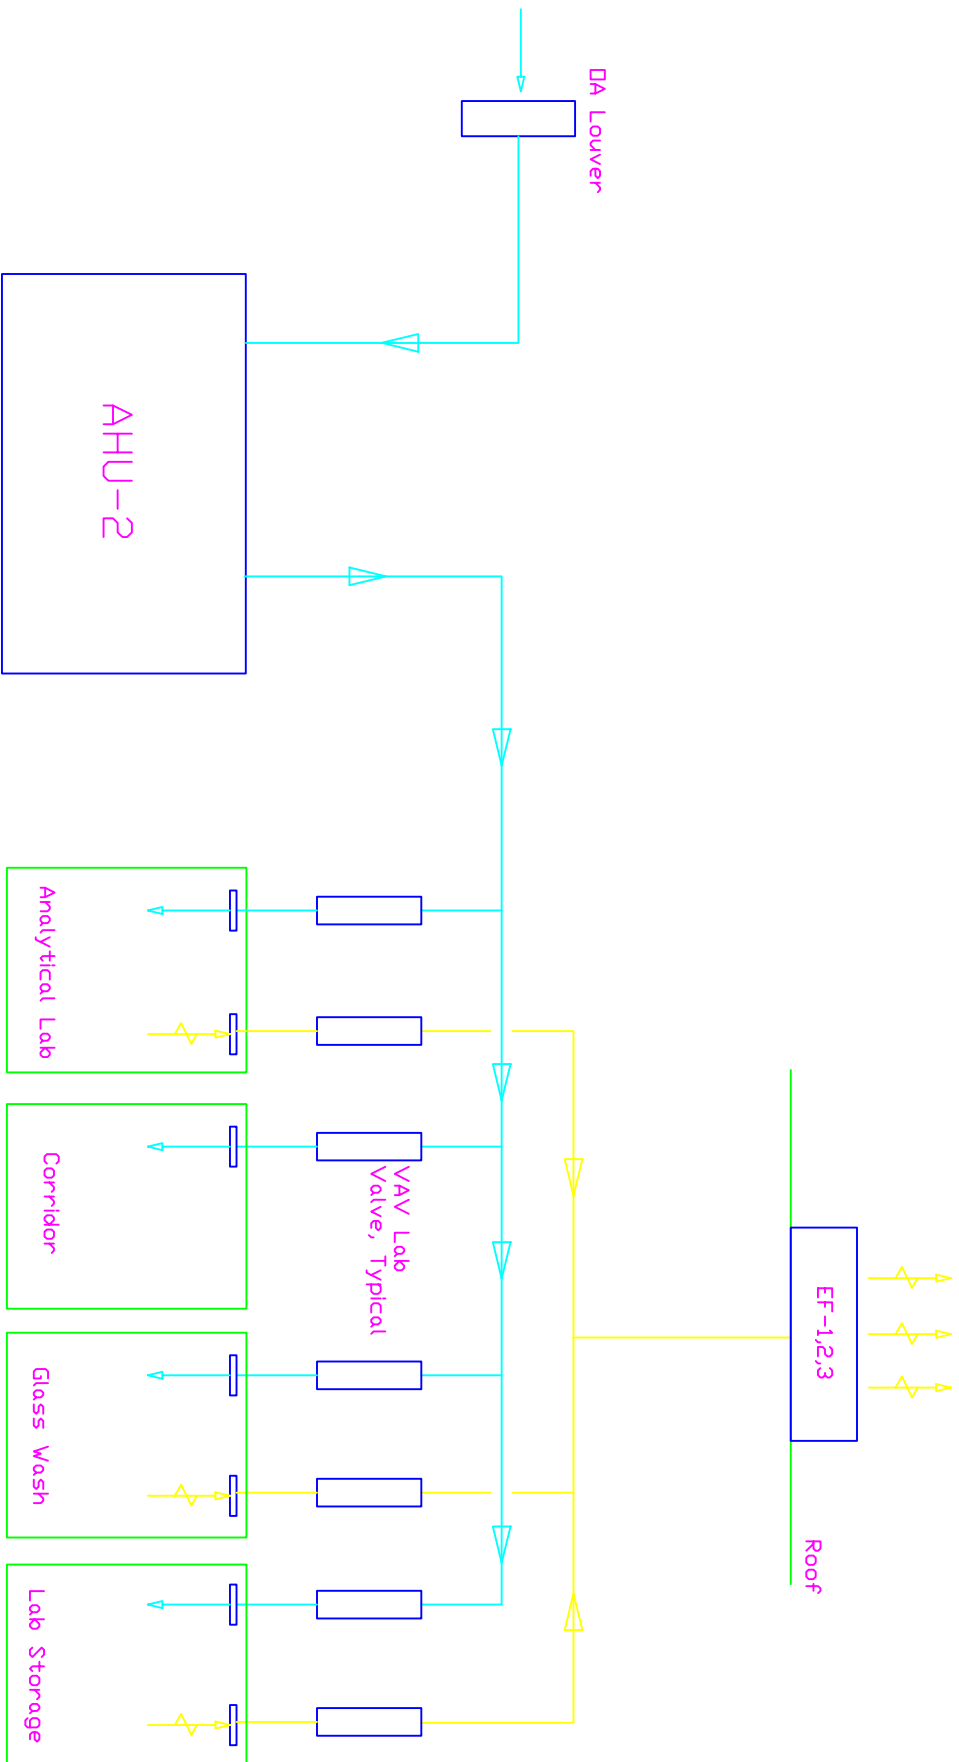 OA Louver
Roof
EF-1,2,3
VAV Lab
Valve, Typical
AHU-2
Analytical Lab
Corridor
Glass Wash
Lab Storage